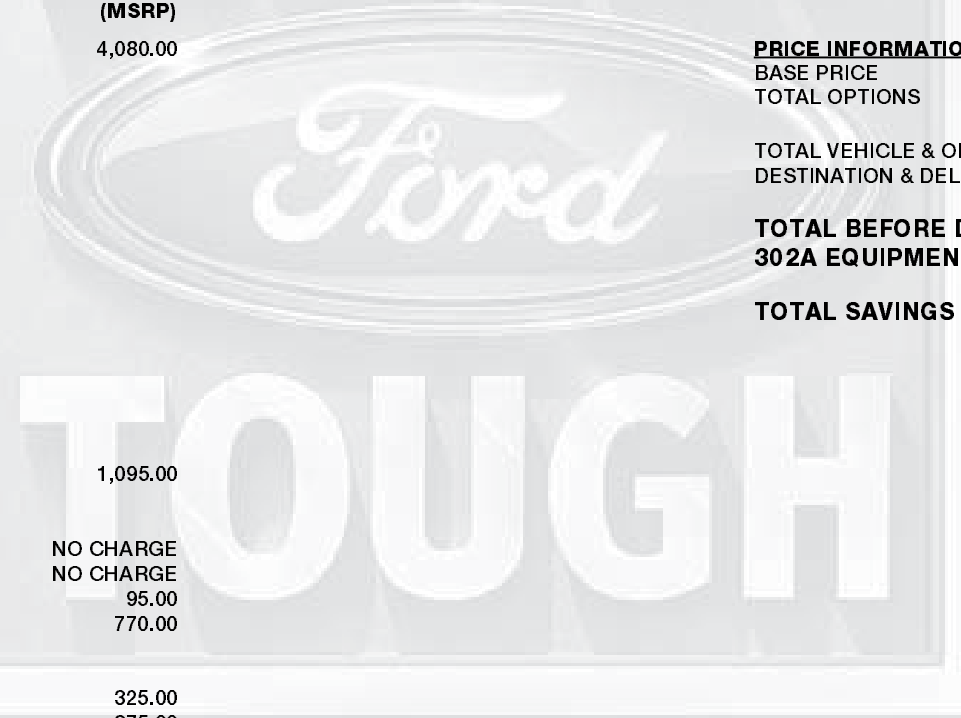 (MSRP)
4,080.00
1,095.00
NO CHARGE
NO CHARGE
95.00
770.00
325.00
PRICE INFORMATIO
BASE PRICE
TOTAL OPTIONS
TOTAL VEHICLE & O
DESTINATION & DEL
TOTAL BEFORE D
302A EQUIPMEN
TOTAL SAVINGS
Ford
TOUGH